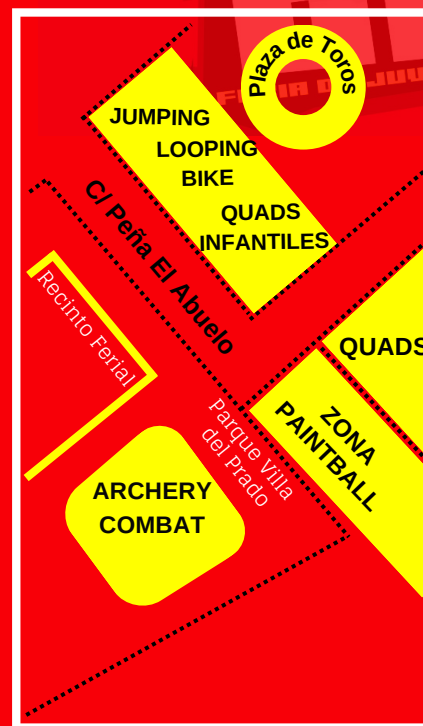 Plaza de Toros
JUMPING
LOOPING
BIKE
QUADS
INFANTILES
C/ Peña El Abuelo
Recinto Ferial
QUADS
ZONA
PAINTBALL
Parque Villa
del Prado
ARCHERY
COMBAT